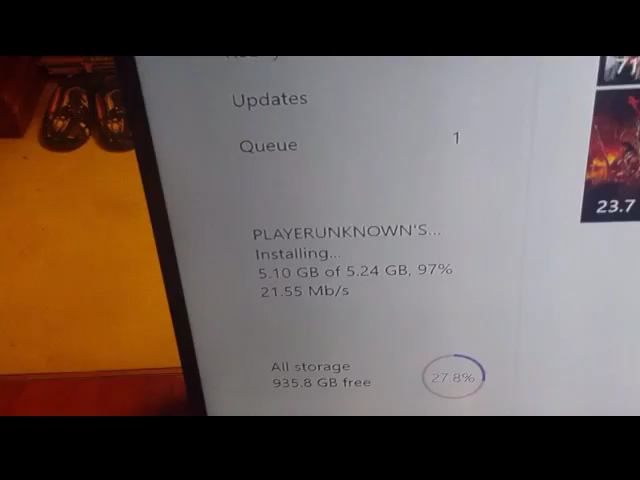 Updates
Queue 1
PLAYERUNKNOWN'S...
Installing...
5.10 GB of 5.24 GB, 97%
21.55 Mb/s
All storage
935.8 GB free
27.8%
71
23.7